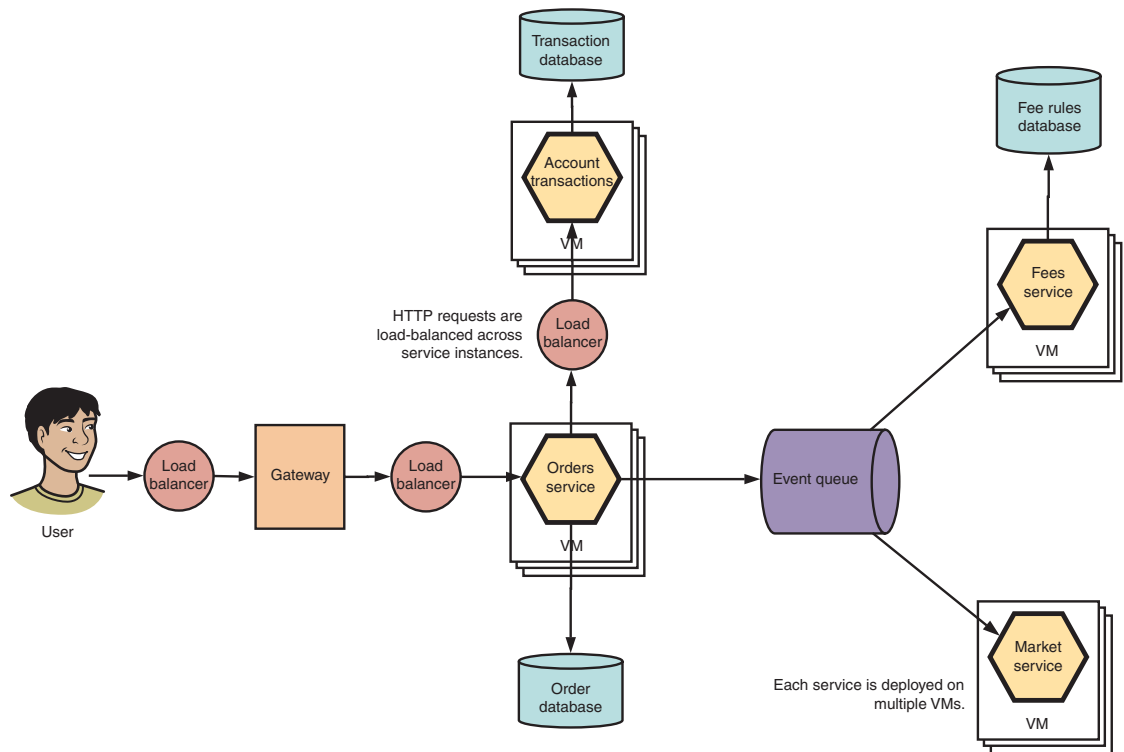 Transaction
database
Fee rules
database
Account
transactions
VM
Fees
service
VM
HTTP requests are
load-balanced across
service instances.
Load
balancer
User
Load
balancer
Gateway
Load
balancer
Orders
service
VM
Event queue
Order
database
Market
service
VM
Each service is deployed on
multiple VMs.